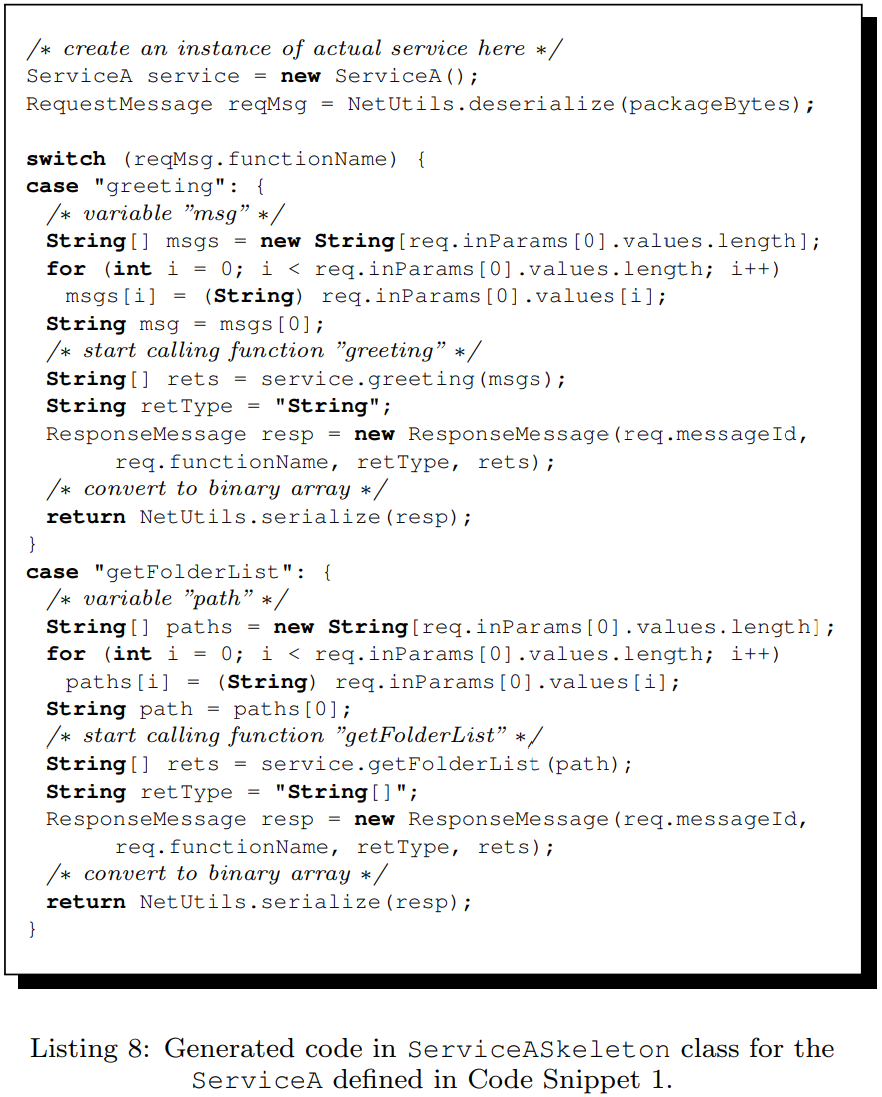 /* create an instance of actual service here */
ServiceA service = new ServiceA();
RequestMessage reqMsg = NetUtils.deserialize(packageBytes);
switch (reqMsg.functionName) {
case "greeting": {
/* variable ”msg” */
String[] msgs = new String[req.inParams[0].values.length];
for (int i = 0; i < req.inParams[0].values.length; i++)
msgs[i] = (String) req.inParams[0].values[i];
String msg = msgs[0];
/* start calling function ”greeting” */
String[] rets = service.greeting(msgs);
String retType = "String";
ResponseMessage resp = new ResponseMessage(req.messageId,
req.functionName, retType, rets);
/* convert to binary array */
return NetUtils.serialize(resp);
}
case "getFolderList": {
/* variable ”path” */
String[] paths = new String[req.inParams[0].values.length];
for (int i = 0; i < req.inParams[0].values.length; i++)
paths[i] = (String) req.inParams[0].values[i];
String path = paths[0];
/* start calling function ”getFolderList” */
String[] rets = service.getFolderList(path);
String retType = "String[]";
ResponseMessage resp = new ResponseMessage(req.messageId,
req.functionName, retType, rets);
/* convert to binary array */
return NetUtils.serialize(resp);
}
Listing 8: Generated code in ServiceASkeleton class for the
ServiceA defined in Code Snippet 1.